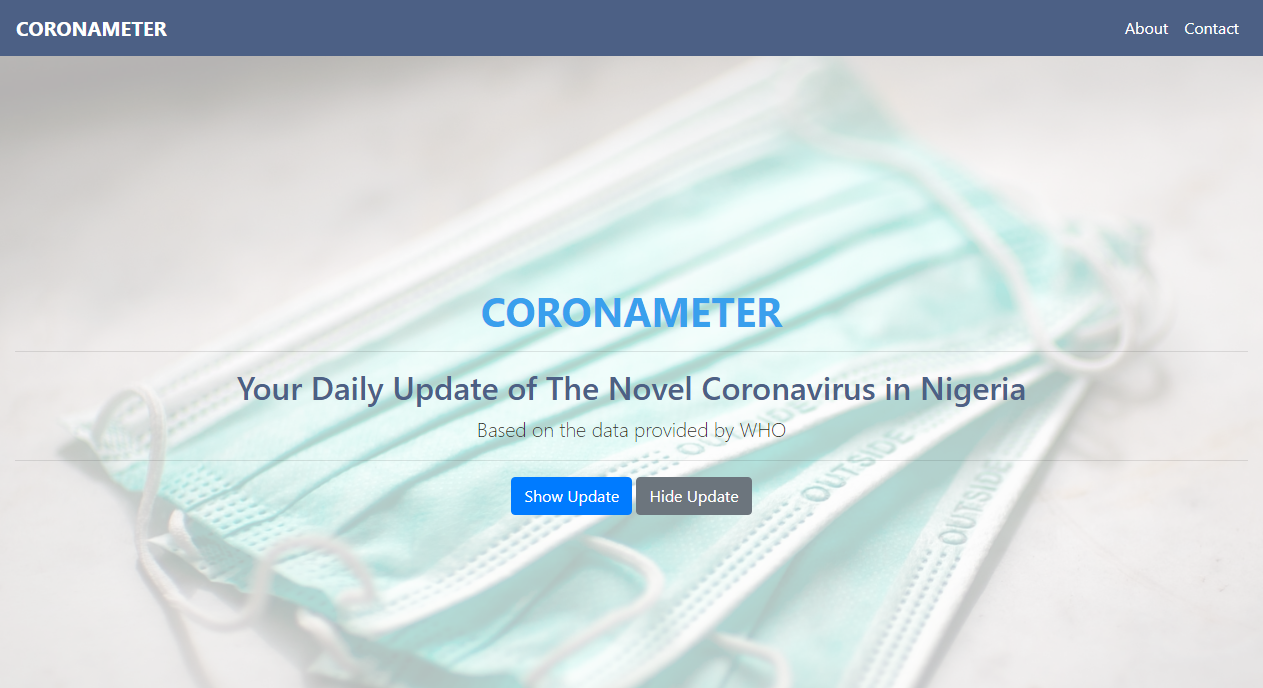 CORONAMETER
About Contact
CORONAMETER
Your Daily Update of The Novel Coronavirus in Nigeria
Based on the data provided by WHO
Show Update Hide Update
OUTSIDE
OUTSIDE
OUTSIDE